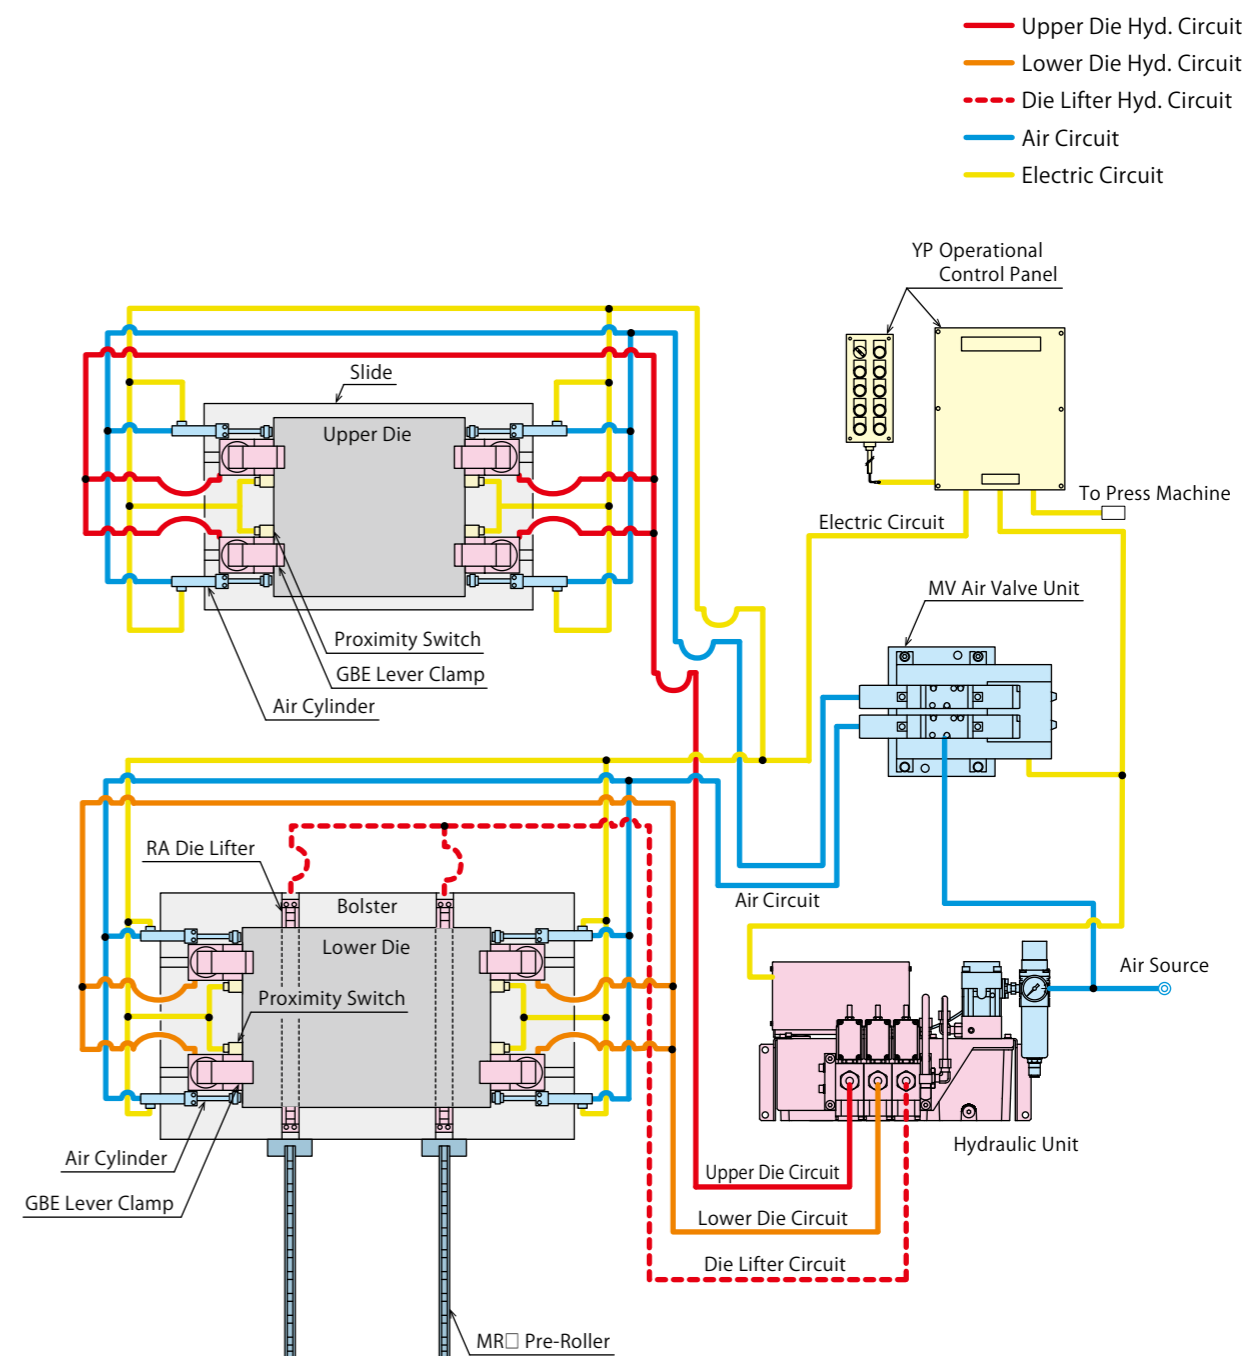 Upper Die Hyd. Circuit
Lower Die Hyd. Circuit
Die Lifter Hyd. Circuit
Air Circuit
Electric Circuit
YP Operational
Control Panel
Slide
Upper Die
To Press Machine
Electric Circuit
MV Air Valve Unit
Proximity Switch
GBE Lever Clamp
Air Cylinder
RA Die Lifter
Bolster
Air Circuit
Lower Die
Air Source
Proximity Switch
Hydraulic Unit
Air Cylinder
Upper Die Circuit
GBE Lever Clamp
Lower Die Circuit
Die Lifter Circuit
MR□ Pre-Roller